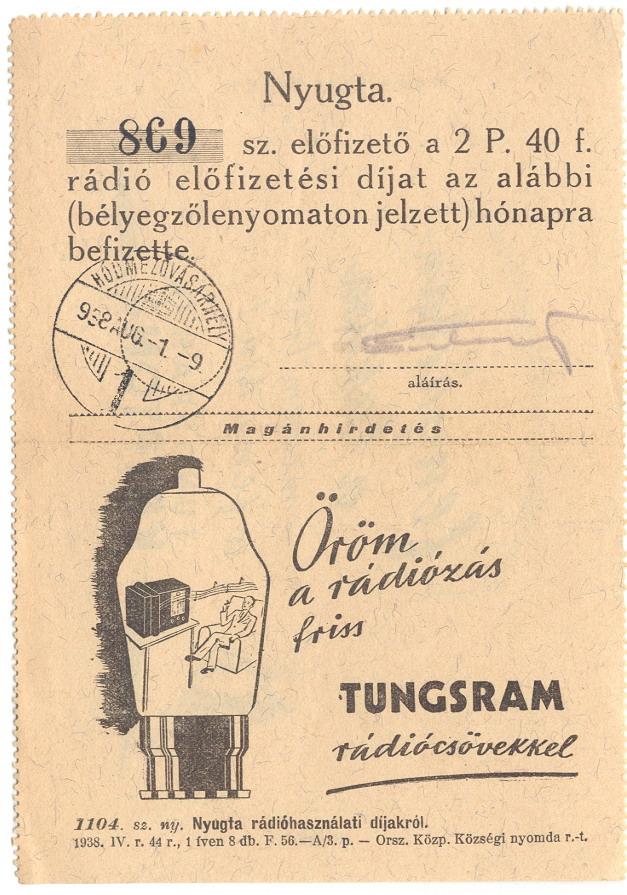 Nyugta.
869 sz. előfizető a 2 P. 40 f.
rádió előfizetési díjat az alábbi
(bélyegzőlenyomaton jelzett) hónapra
befizette.
HÓDMEZŐVÁSÁRHELY
938 AUG. -1. -9.
aláírás.
Magánhirdetés
Öröm
a rádiózás
friss
TUNGSRAM
rádiócsövekkel
1104. sz. ny. Nyugta rádióhasználati díjakról.
1938. IV. r. 44 r., 1 íven 8 db. F. 56.—A/3. p. — Orsz. Közp. Községi nyomda r.-t.